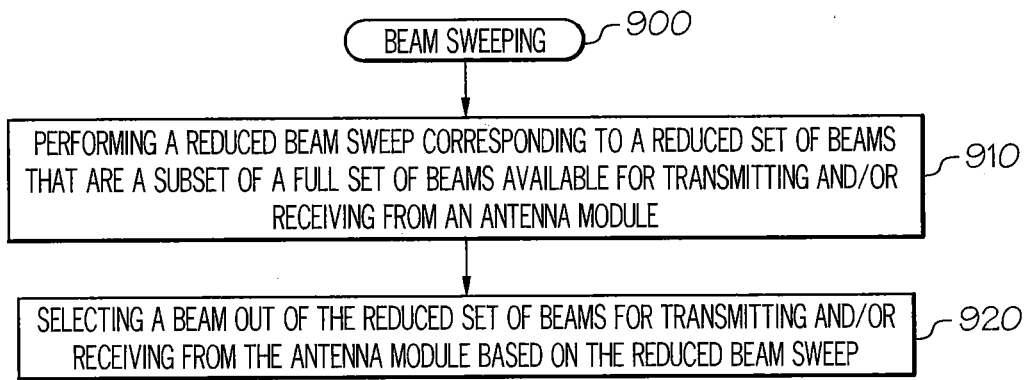 BEAM SWEEPING
900
PERFORMING A REDUCED BEAM SWEEP CORRESPONDING TO A REDUCED SET OF BEAMS
THAT ARE A SUBSET OF A FULL SET OF BEAMS AVAILABLE FOR TRANSMITTING AND/OR
RECEIVING FROM AN ANTENNA MODULE
910
SELECTING A BEAM OUT OF THE REDUCED SET OF BEAMS FOR TRANSMITTING AND/OR
RECEIVING FROM THE ANTENNA MODULE BASED ON THE REDUCED BEAM SWEEP
920